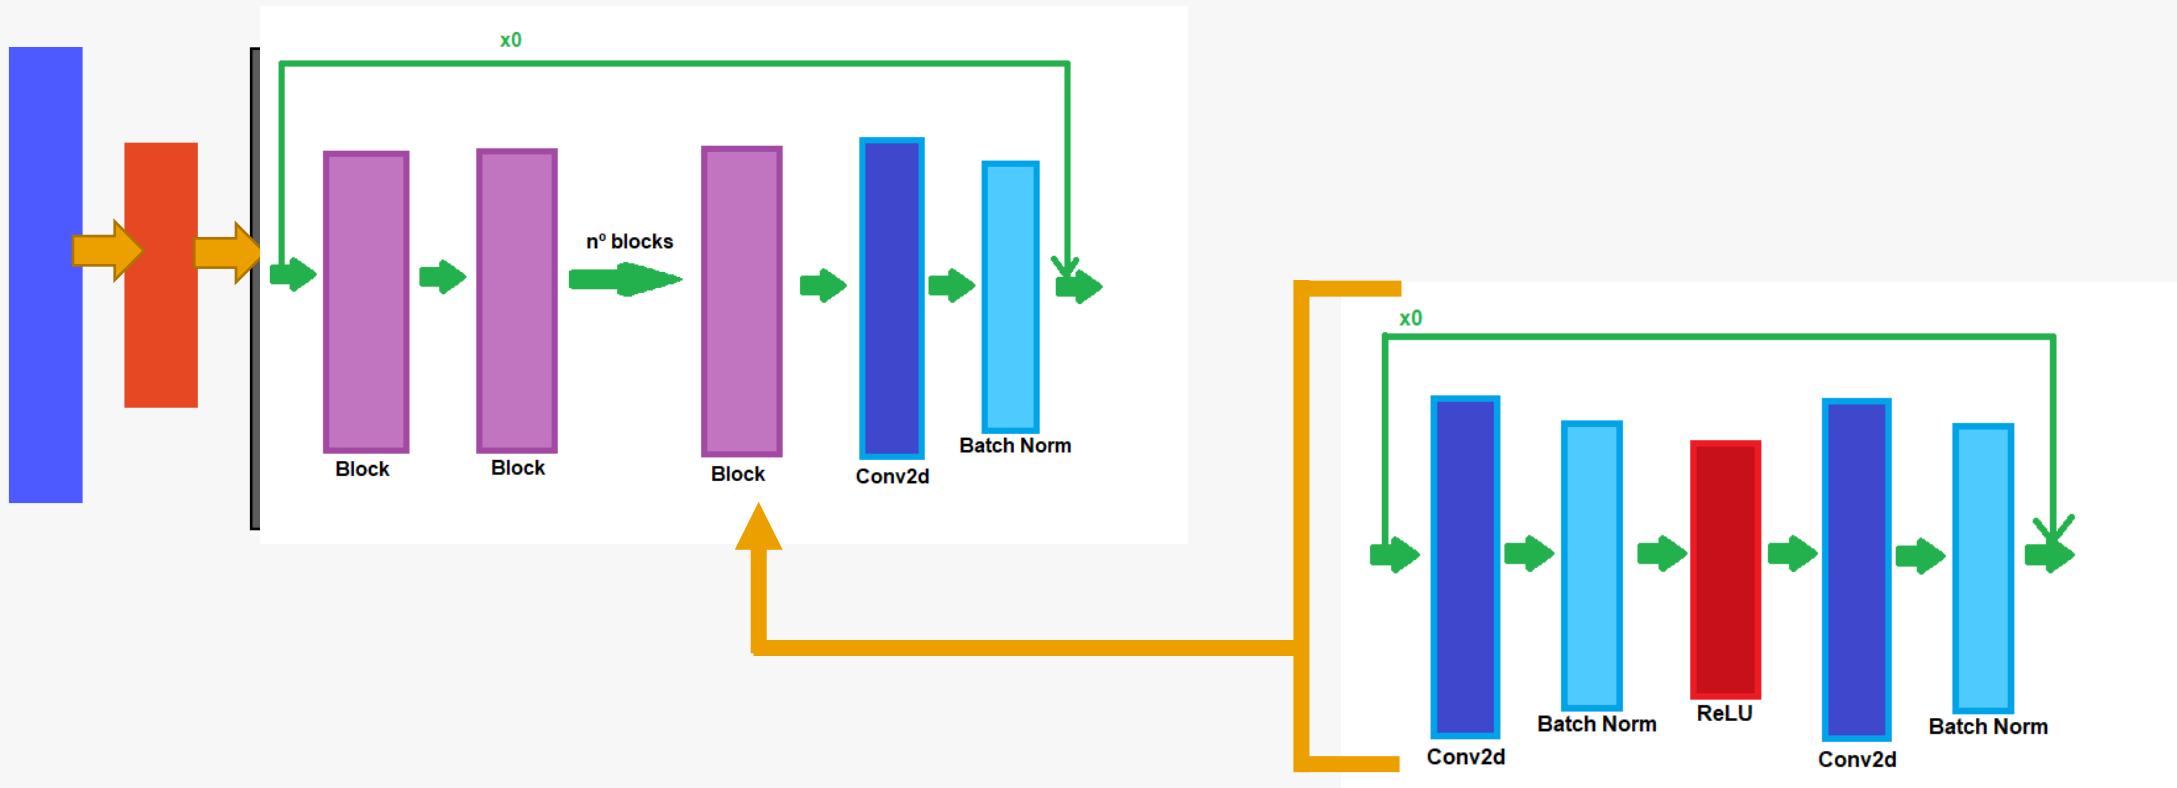 x0
nº blocks
Block
Block
Block
Conv2d
Batch Norm
x0
Conv2d
Batch Norm
ReLU
Conv2d
Batch Norm